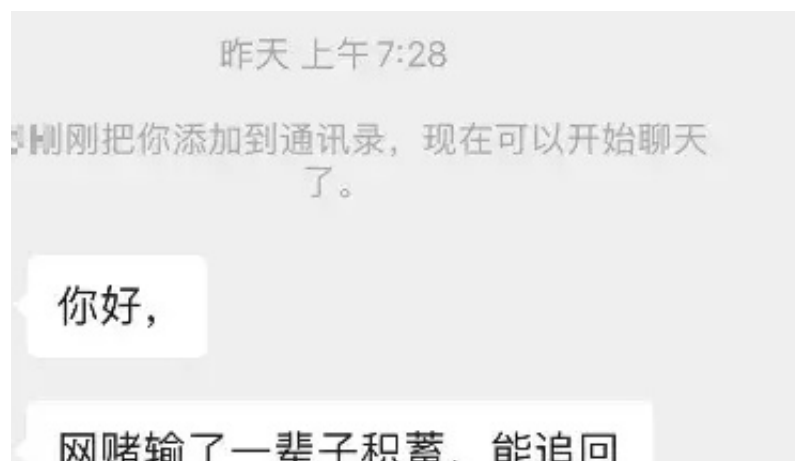 昨天 上午7:28
刚刚把你添加到通讯录，现在可以开始聊天
了。
你好，
网赌输了一辈子积蓄，能追回